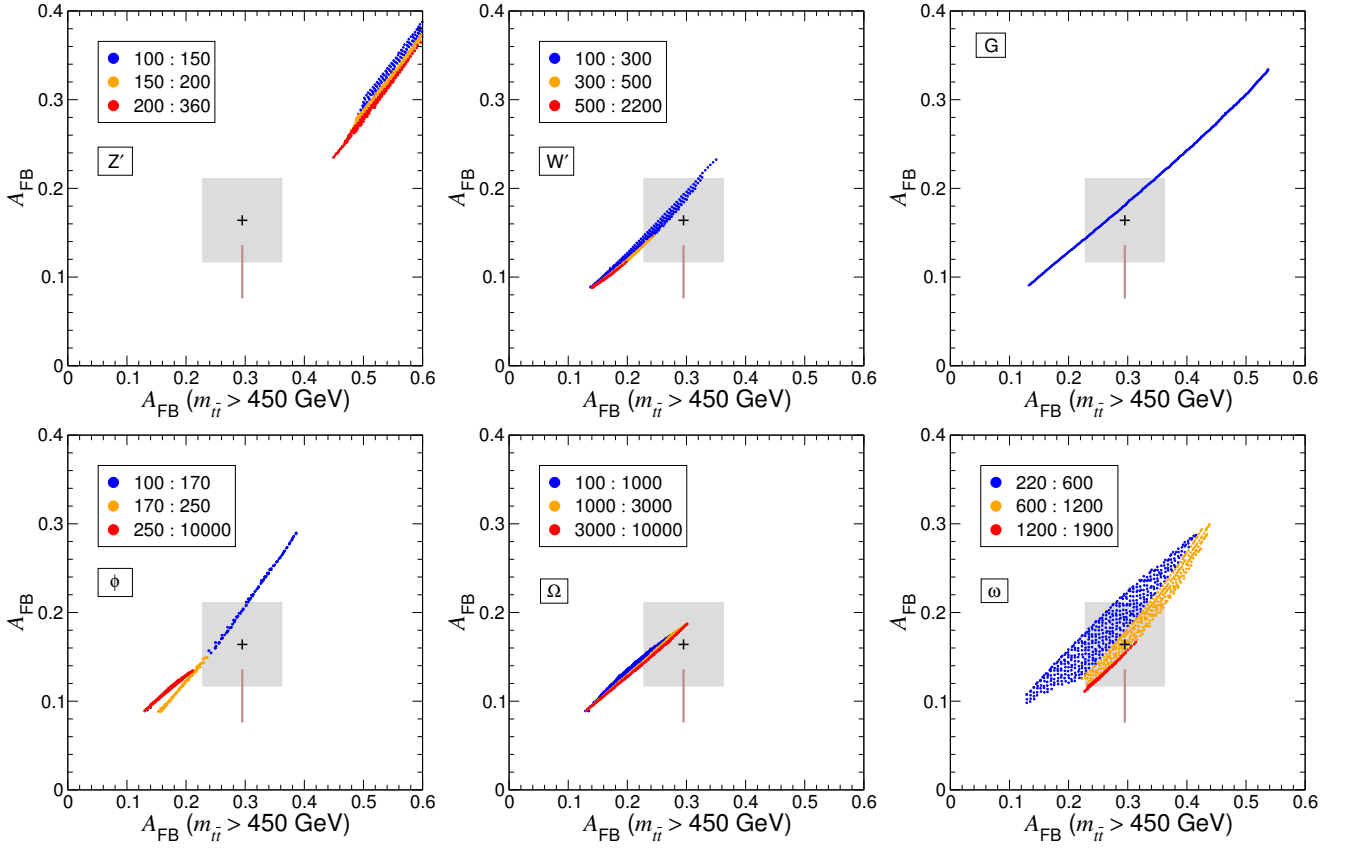 0.4
0.3
0.2
0.1
0
A_FB
100 : 150
150 : 200
200 : 360
Z′
0 0.1 0.2 0.3 0.4 0.5 0.6
A_FB (m_tt̄ > 450 GeV)
0.4
0.3
0.2
0.1
0
A_FB
100 : 300
300 : 500
500 : 2200
W′
0 0.1 0.2 0.3 0.4 0.5 0.6
A_FB (m_tt̄ > 450 GeV)
0.4
0.3
0.2
0.1
0
A_FB
G
0 0.1 0.2 0.3 0.4 0.5 0.6
A_FB (m_tt̄ > 450 GeV)
0.4
0.3
0.2
0.1
0
A_FB
100 : 170
170 : 250
250 : 10000
ϕ
0 0.1 0.2 0.3 0.4 0.5 0.6
A_FB (m_tt̄ > 450 GeV)
0.4
0.3
0.2
0.1
0
A_FB
100 : 1000
1000 : 3000
3000 : 10000
Ω
0 0.1 0.2 0.3 0.4 0.5 0.6
A_FB (m_tt̄ > 450 GeV)
0.4
0.3
0.2
0.1
0
A_FB
220 : 600
600 : 1200
1200 : 1900
ω
0 0.1 0.2 0.3 0.4 0.5 0.6
A_FB (m_tt̄ > 450 GeV)